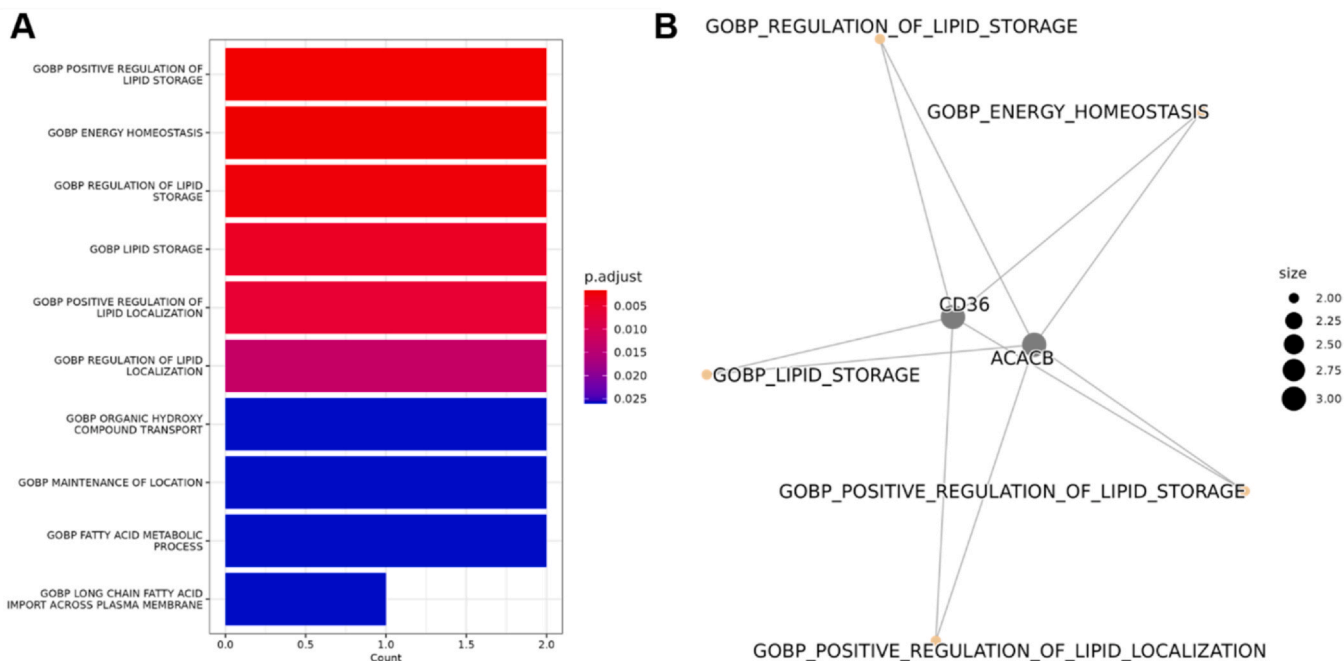 A
GOBP POSITIVE REGULATION OF
LIPID STORAGE
GOBP ENERGY HOMEOSTASIS
GOBP REGULATION OF LIPID
STORAGE
GOBP LIPID STORAGE
GOBP POSITIVE REGULATION OF
LIPID LOCALIZATION
GOBP REGULATION OF LIPID
LOCALIZATION
GOBP ORGANIC HYDROXY
COMPOUND TRANSPORT
GOBP MAINTENANCE OF LOCATION
GOBP FATTY ACID METABOLIC
PROCESS
GOBP LONG CHAIN FATTY ACID
IMPORT ACROSS PLASMA MEMBRANE
0.0 0.5 1.0 1.5 2.0
Count
p.adjust
0.005
0.010
0.015
0.020
0.025
B
GOBP_REGULATION_OF_LIPID_STORAGE
GOBP_ENERGY_HOMEOSTASIS
CD36
ACACB
GOBP_LIPID_STORAGE
GOBP_POSITIVE_REGULATION_OF_LIPID_STORAGE
GOBP_POSITIVE_REGULATION_OF_LIPID_LOCALIZATION
size
2.00
2.25
2.50
2.75
3.00